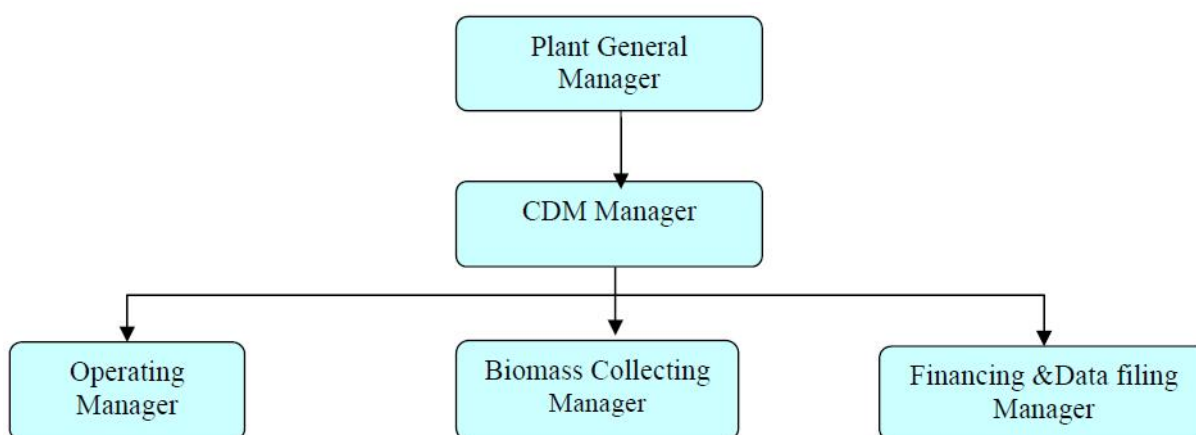 Plant General
Manager
CDM Manager
Operating
Manager
Biomass Collecting
Manager
Financing &Data filing
Manager